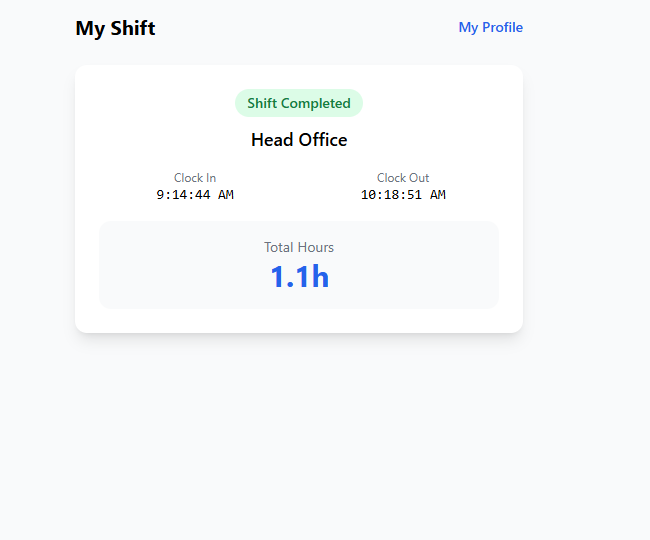 My Shift
My Profile
Shift Completed
Head Office
Clock In
Clock Out
9:14:44 AM
10:18:51 AM
Total Hours
1.1h